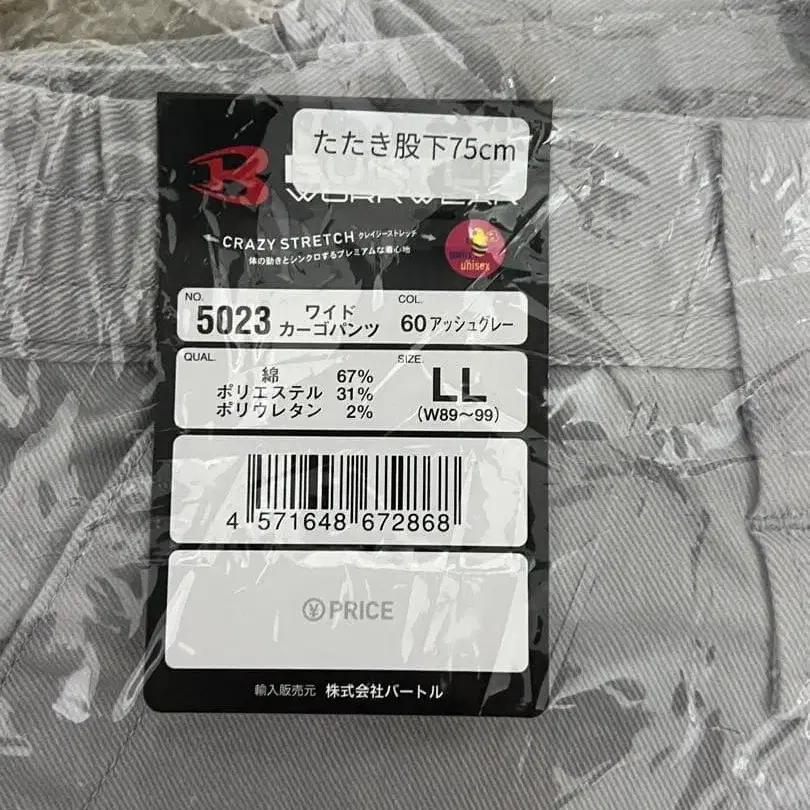 たたき股下75cm
WORKWEAR
CRAZY STRETCH クレイジーストレッチ
体の動きとシンクロするプレミアムな着心地
unisex
NO.
5023 ワイド
カーゴパンツ
COL.
60アッシュグレー
QUAL.
綿 67%
ポリエステル 31%
ポリウレタン 2%
SIZE.
LL
(W89〜99)
4 571648 672868
¥ PRICE
輸入販売元 株式会社バートル